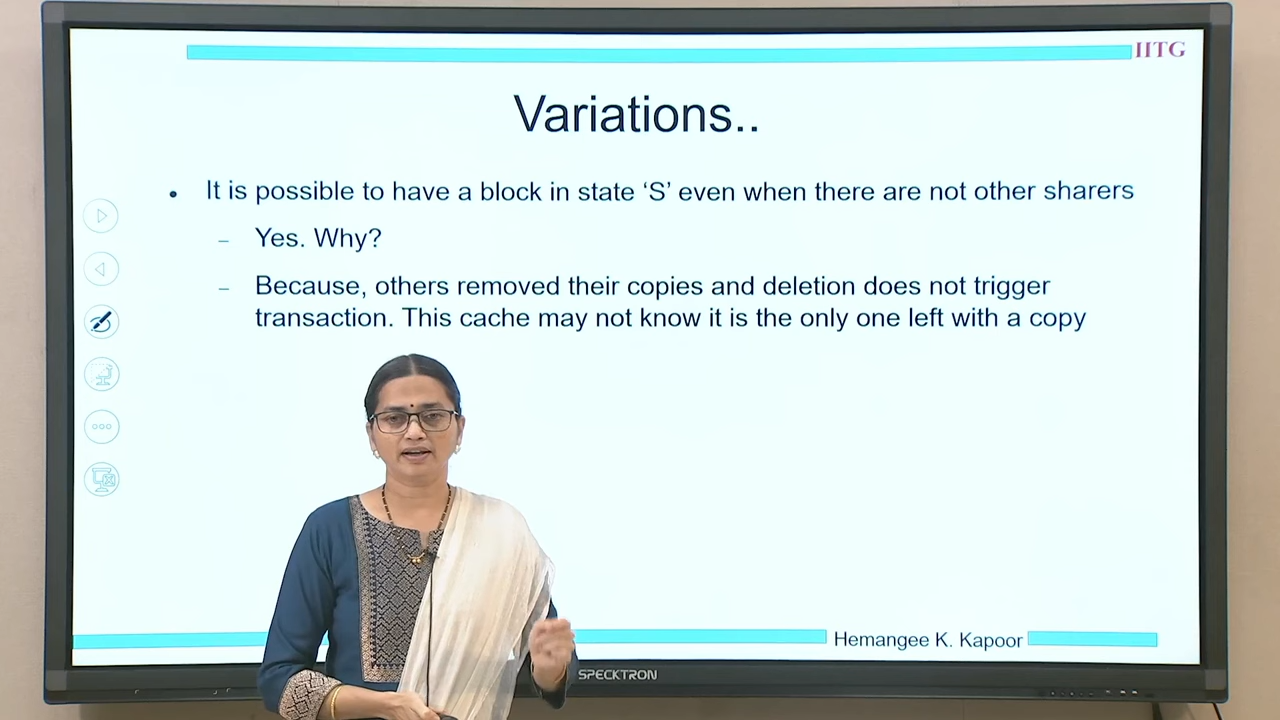 IITG
Variations..
• It is possible to have a block in state ‘S’ even when there are not other sharers
– Yes. Why?
– Because, others removed their copies and deletion does not trigger
transaction. This cache may not know it is the only one left with a copy
Hemangee K. Kapoor
SPECKTRON